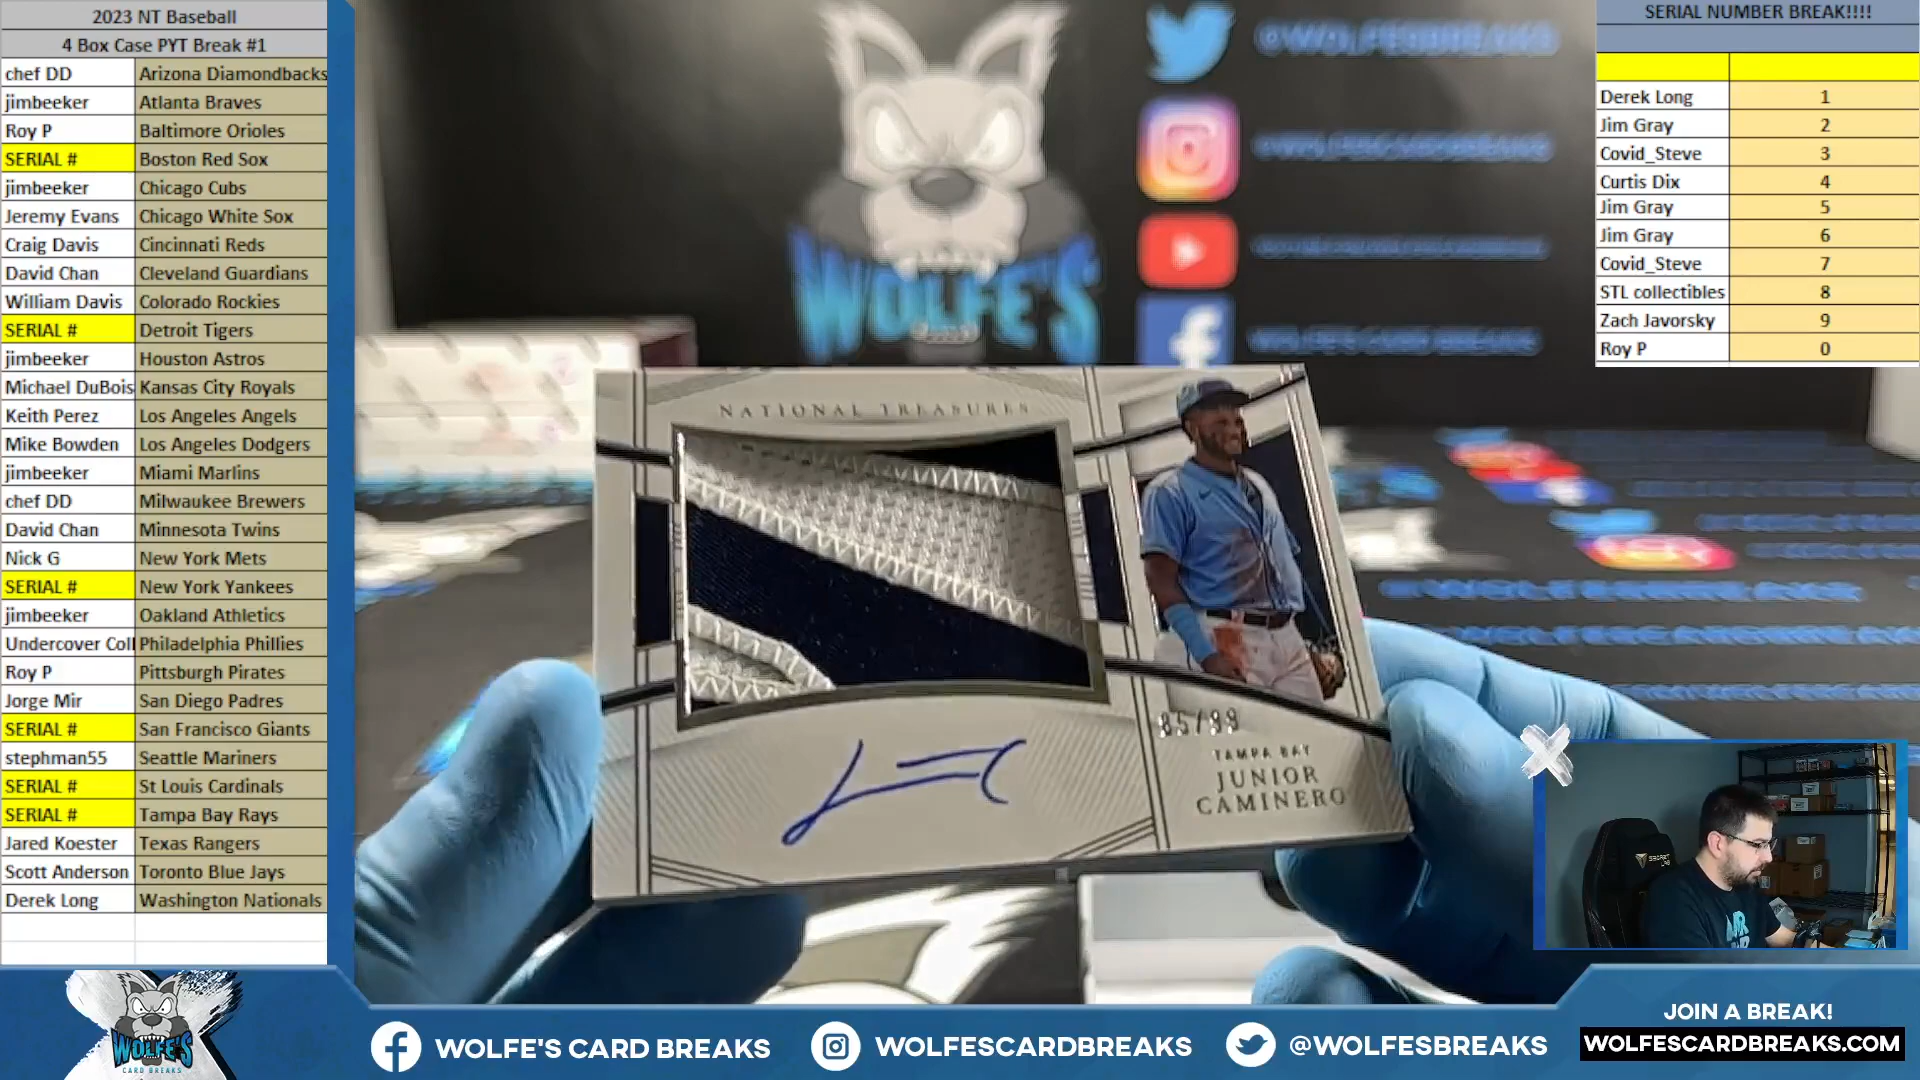 2023 NT Baseball
4 Box Case PYT Break #1
chef DD Arizona Diamondbacks
jimbeeker Atlanta Braves
Roy P Baltimore Orioles
SERIAL # Boston Red Sox
jimbeeker Chicago Cubs
Jeremy Evans Chicago White Sox
Craig Davis Cincinnati Reds
David Chan Cleveland Guardians
William Davis Colorado Rockies
SERIAL # Detroit Tigers
jimbeeker Houston Astros
Michael DuBois Kansas City Royals
Keith Perez Los Angeles Angels
Mike Bowden Los Angeles Dodgers
jimbeeker Miami Marlins
chef DD Milwaukee Brewers
David Chan Minnesota Twins
Nick G New York Mets
SERIAL # New York Yankees
jimbeeker Oakland Athletics
Undercover Coll Philadelphia Phillies
Roy P Pittsburgh Pirates
Jorge Mir San Diego Padres
SERIAL # San Francisco Giants
stephman55 Seattle Mariners
SERIAL # St Louis Cardinals
SERIAL # Tampa Bay Rays
Jared Koester Texas Rangers
Scott Anderson Toronto Blue Jays
Derek Long Washington Nationals
@WOLFESBREAKS
WOLFE'S
WOLFE'S CARD BREAKS
NATIONAL TREASURES
85/99
TAMPA BAY
JUNIOR
CAMINERO
SERIAL NUMBER BREAK!!!!
Derek Long 1
Jim Gray 2
Covid_Steve 3
Curtis Dix 4
Jim Gray 5
Jim Gray 6
Covid_Steve 7
STL collectibles 8
Zach Javorsky 9
Roy P 0
WOLFE'S
CARD BREAKS
WOLFE'S CARD BREAKS
WOLFESCARDBREAKS
@WOLFESBREAKS
JOIN A BREAK!
WOLFESCARDBREAKS.COM